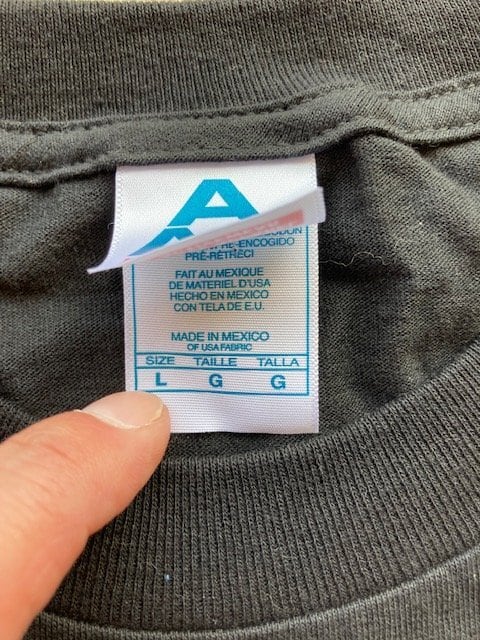 A
PRE-ENCOGIDO
PRÉ-RÉTRÉCI
FAIT AU MEXIQUE
DE MATERIEL D'USA
HECHO EN MEXICO
CON TELA DE E.U.
MADE IN MEXICO
OF USA FABRIC
SIZE TAILLE TALLA
L G G